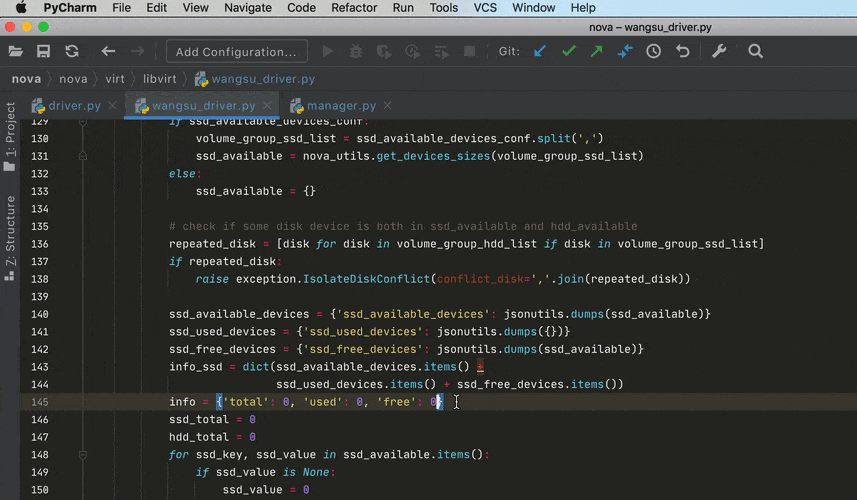 PyCharm File Edit View Navigate Code Refactor Run Tools VCS Window Help
nova – wangsu_driver.py
Add Configuration... Git:
nova nova virt libvirt wangsu_driver.py
driver.py wangsu_driver.py manager.py
1: Project
Z: Structure
129 if ssd_available_devices_conf:
130 volume_group_ssd_list = ssd_available_devices_conf.split(',')
131 ssd_available = nova_utils.get_devices_sizes(volume_group_ssd_list)
132 else:
133 ssd_available = {}
134
135 # check if some disk device is both in ssd_available and hdd_available
136 repeated_disk = [disk for disk in volume_group_hdd_list if disk in volume_group_ssd_list]
137 if repeated_disk:
138 raise exception.IsolateDiskConflict(conflict_disk=','.join(repeated_disk))
139
140 ssd_available_devices = {'ssd_available_devices': jsonutils.dumps(ssd_available)}
141 ssd_used_devices = {'ssd_used_devices': jsonutils.dumps({})}
142 ssd_free_devices = {'ssd_free_devices': jsonutils.dumps(ssd_available)}
143 info_ssd = dict(ssd_available_devices.items() +
144 ssd_used_devices.items() + ssd_free_devices.items())
145 info = {'total': 0, 'used': 0, 'free': 0}
146 ssd_total = 0
147 hdd_total = 0
148 for ssd_key, ssd_value in ssd_available.items():
149 if ssd_value is None:
150 ssd_value = 0